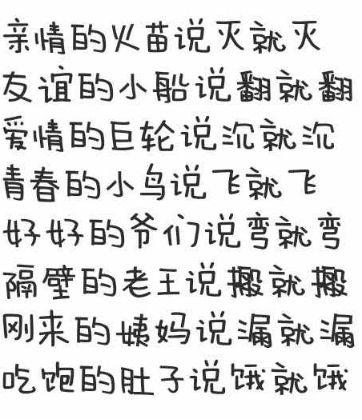 亲情的火苗说灭就灭
友谊的小船说翻就翻
爱情的巨轮说沉就沉
青春的小鸟说飞就飞
好好的爷们说弯就弯
隔壁的老王说搬就搬
刚来的姨妈说漏就漏
吃饱的肚子说饿就饿